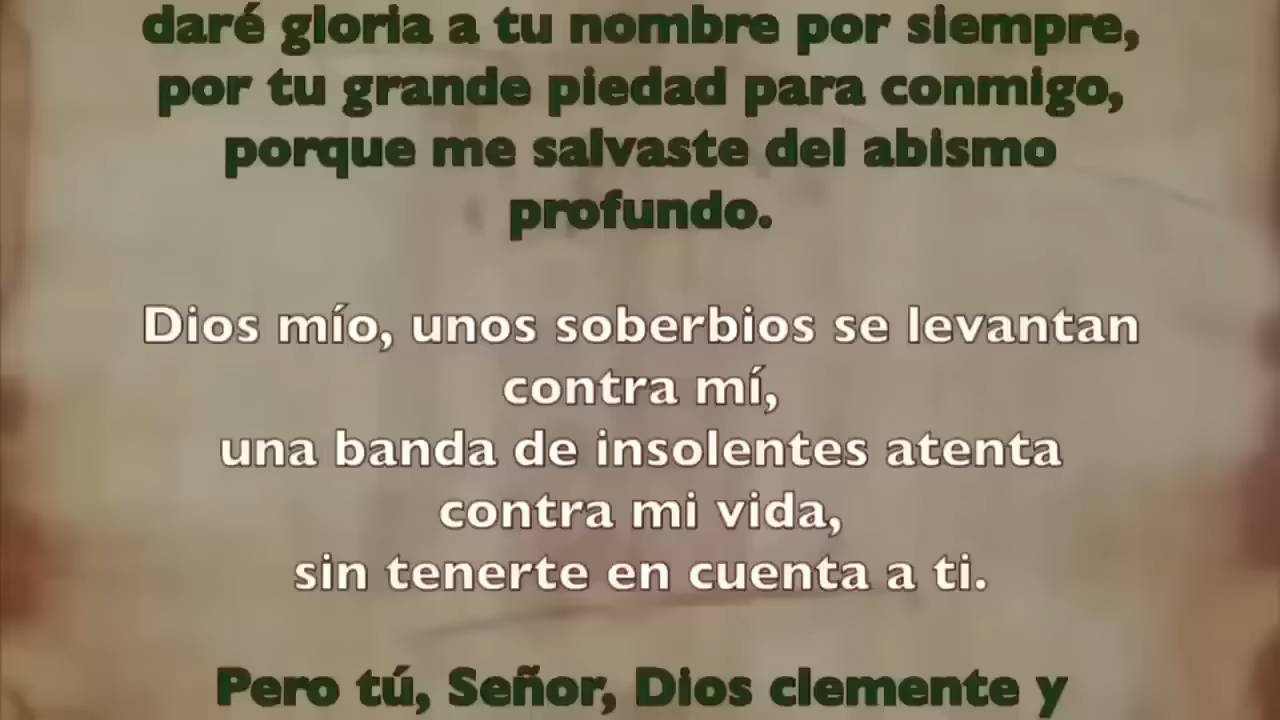 daré gloria a tu nombre por siempre,
por tu grande piedad para conmigo,
porque me salvaste del abismo
profundo.
Dios mío, unos soberbios se levantan
contra mí,
una banda de insolentes atenta
contra mi vida,
sin tenerte en cuenta a ti.
Pero tú, Señor, Dios clemente y